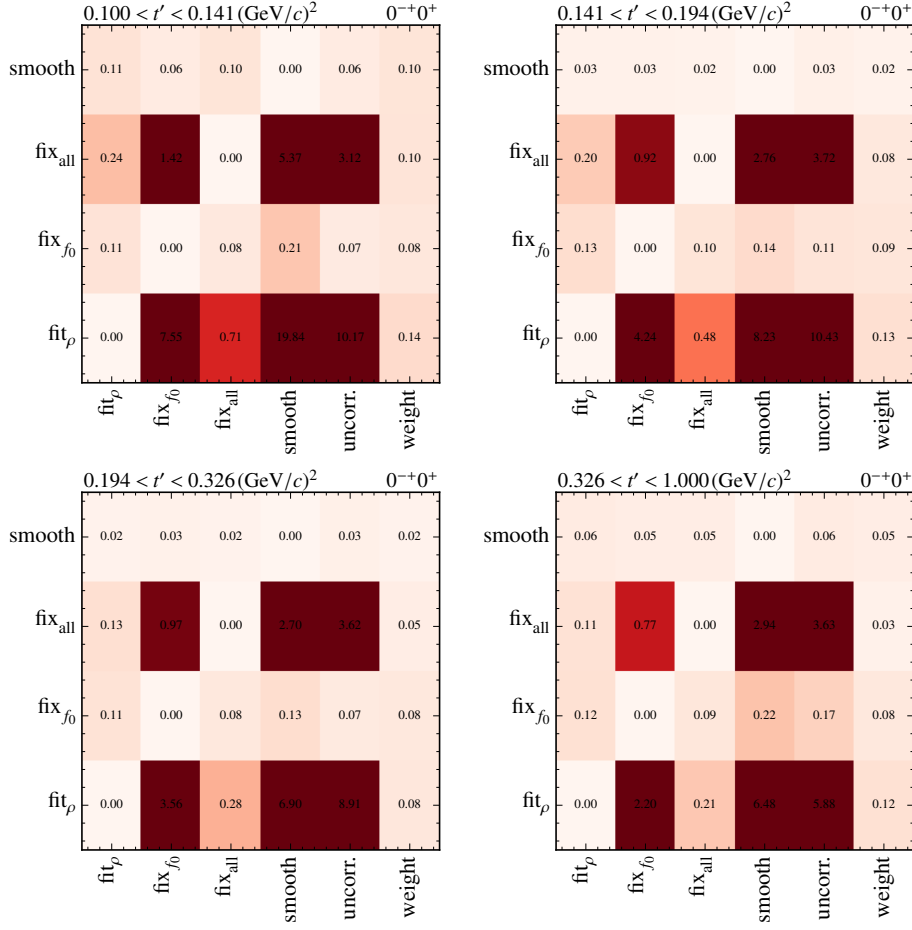 0.100 < t′ < 0.141 (GeV/c)² 0⁻⁺0⁺
smooth 0.11 0.06 0.10 0.00 0.06 0.10
fix_all 0.24 1.42 0.00 5.37 3.12 0.10
fix_f₀ 0.11 0.00 0.08 0.21 0.07 0.08
fit_ρ 0.00 7.55 0.71 19.84 10.17 0.14
fit_ρ fix_f₀ fix_all smooth uncorr. weight
0.141 < t′ < 0.194 (GeV/c)² 0⁻⁺0⁺
smooth 0.03 0.03 0.02 0.00 0.03 0.02
fix_all 0.20 0.92 0.00 2.76 3.72 0.08
fix_f₀ 0.13 0.00 0.10 0.14 0.11 0.09
fit_ρ 0.00 4.24 0.48 8.23 10.43 0.13
fit_ρ fix_f₀ fix_all smooth uncorr. weight
0.194 < t′ < 0.326 (GeV/c)² 0⁻⁺0⁺
smooth 0.02 0.03 0.02 0.00 0.03 0.02
fix_all 0.13 0.97 0.00 2.70 3.62 0.05
fix_f₀ 0.11 0.00 0.08 0.13 0.07 0.08
fit_ρ 0.00 3.56 0.28 6.90 8.91 0.08
fit_ρ fix_f₀ fix_all smooth uncorr. weight
0.326 < t′ < 1.000 (GeV/c)² 0⁻⁺0⁺
smooth 0.06 0.05 0.05 0.00 0.06 0.05
fix_all 0.11 0.77 0.00 2.94 3.63 0.03
fix_f₀ 0.12 0.00 0.09 0.22 0.17 0.08
fit_ρ 0.00 2.20 0.21 6.48 5.88 0.12
fit_ρ fix_f₀ fix_all smooth uncorr. weight